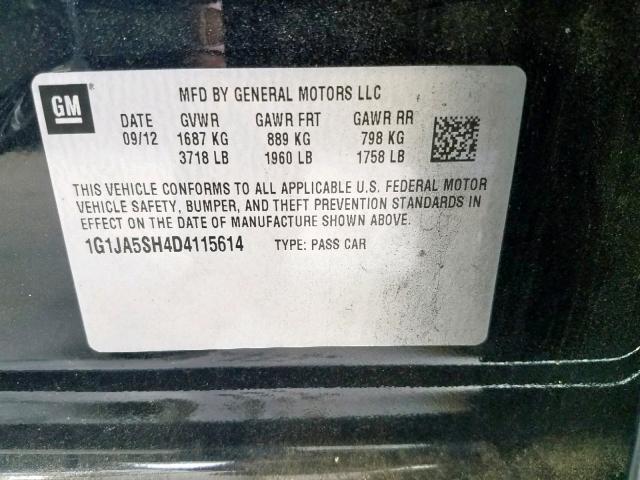 GM
MFD BY GENERAL MOTORS LLC
DATE GVWR GAWR FRT GAWR RR
09/12 1687 KG 889 KG 798 KG
3718 LB 1960 LB 1758 LB
THIS VEHICLE CONFORMS TO ALL APPLICABLE U.S. FEDERAL MOTOR
VEHICLE SAFETY, BUMPER, AND THEFT PREVENTION STANDARDS IN
EFFECT ON THE DATE OF MANUFACTURE SHOWN ABOVE.
1G1JA5SH4D4115614 TYPE: PASS CAR